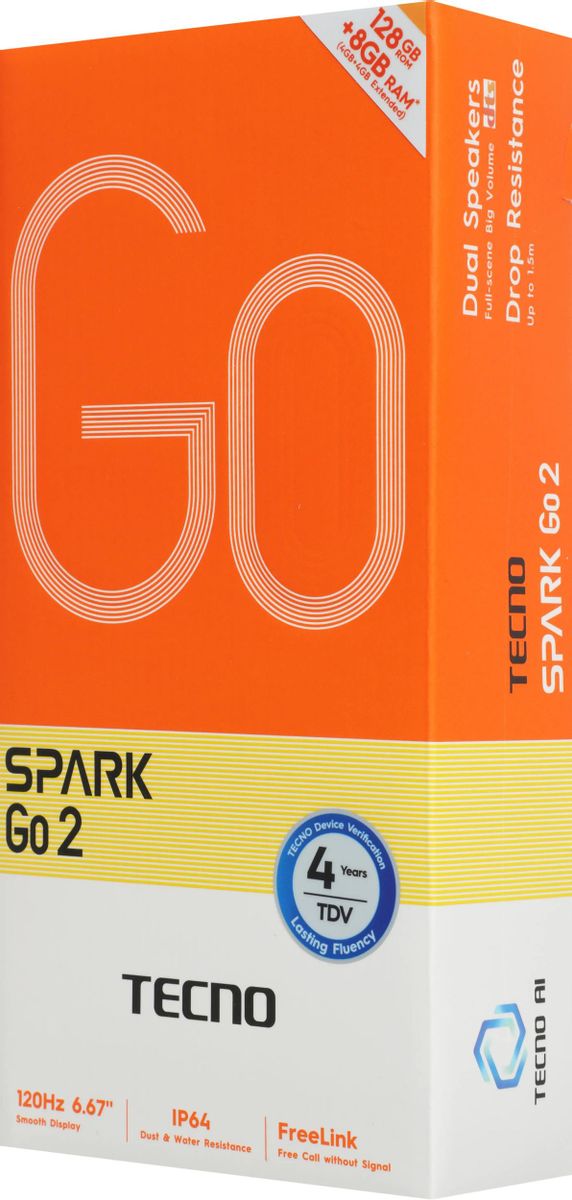 128GB
ROM
+8GB RAM*
(4GB+4GB Extended)
Go
SPARK
Go 2
TECNO Device Verification
4 Years
TDV
Lasting Fluency
TECNO
120Hz 6.67"
Smooth Display
IP64
Dust & Water Resistance
FreeLink
Free Call without Signal
Dual Speakers
Full-scene Big Volume dts
Drop Resistance
Up to 1.5m
TECNO
SPARK Go 2
TECNO AI